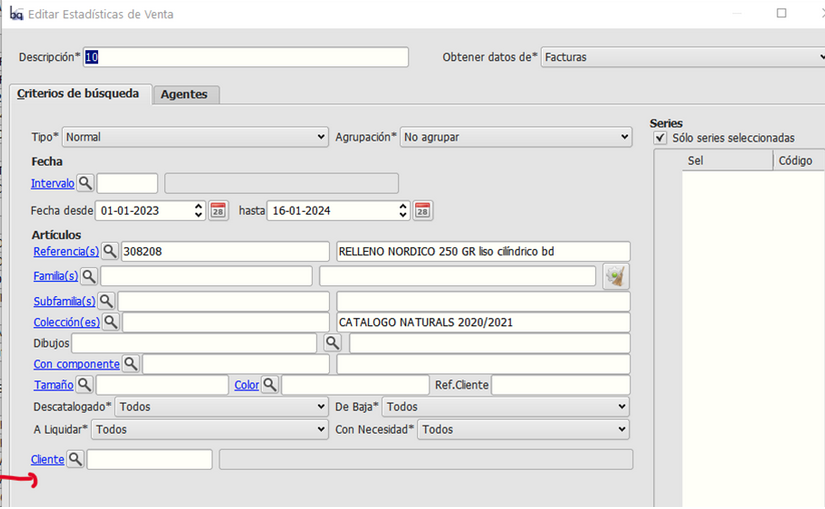 bq Editar Estadísticas de Venta
Descripción* 10 Obtener datos de* Facturas
Criterios de búsqueda Agentes
Series
Tipo* Normal Agrupación* No agrupar Sólo series seleccionadas
Fecha Sel Código
Intervalo
Fecha desde 01-01-2023 28 hasta 16-01-2024 28
Artículos
Referencia(s) 308208 RELLENO NORDICO 250 GR liso cilíndrico bd
Familia(s)
Subfamilia(s)
Colección(es) CATALOGO NATURALS 2020/2021
Dibujos
Con componente
Tamaño Color Ref.Cliente
Descatalogado* Todos De Baja* Todos
A Liquidar* Todos Con Necesidad* Todos
Cliente